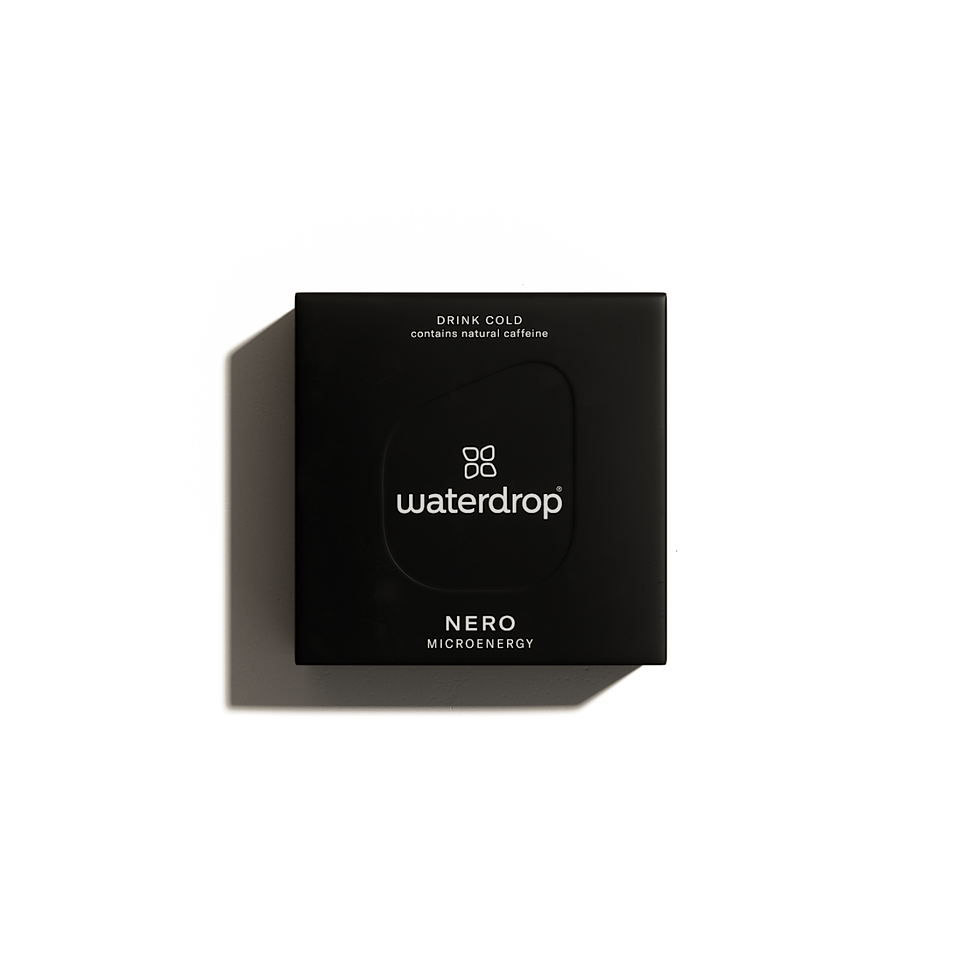 DRINK COLD
contains natural caffeine
waterdrop®
NERO
MICROENERGY